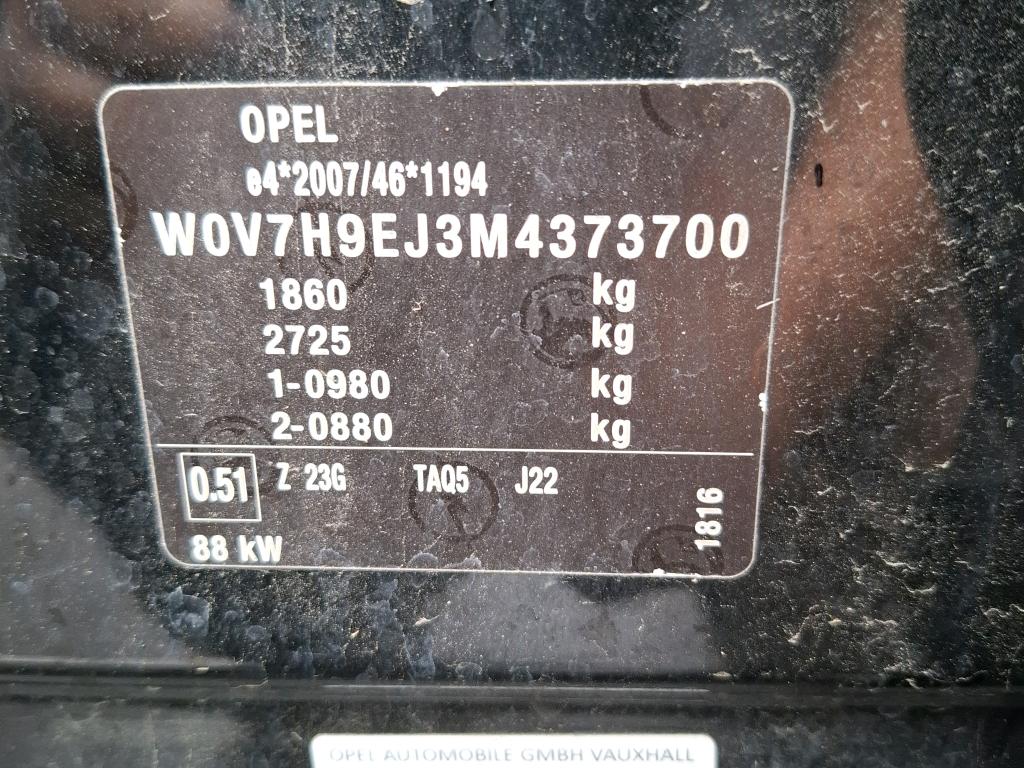 OPEL
e4*2007/46*1194
W0V7H9EJ3M4373700
1860 kg
2725 kg
1-0980 kg
2-0880 kg
0.51 Z 23G TAQ5 J22
88 kW
1816
OPEL AUTOMOBILE GMBH VAUXHALL